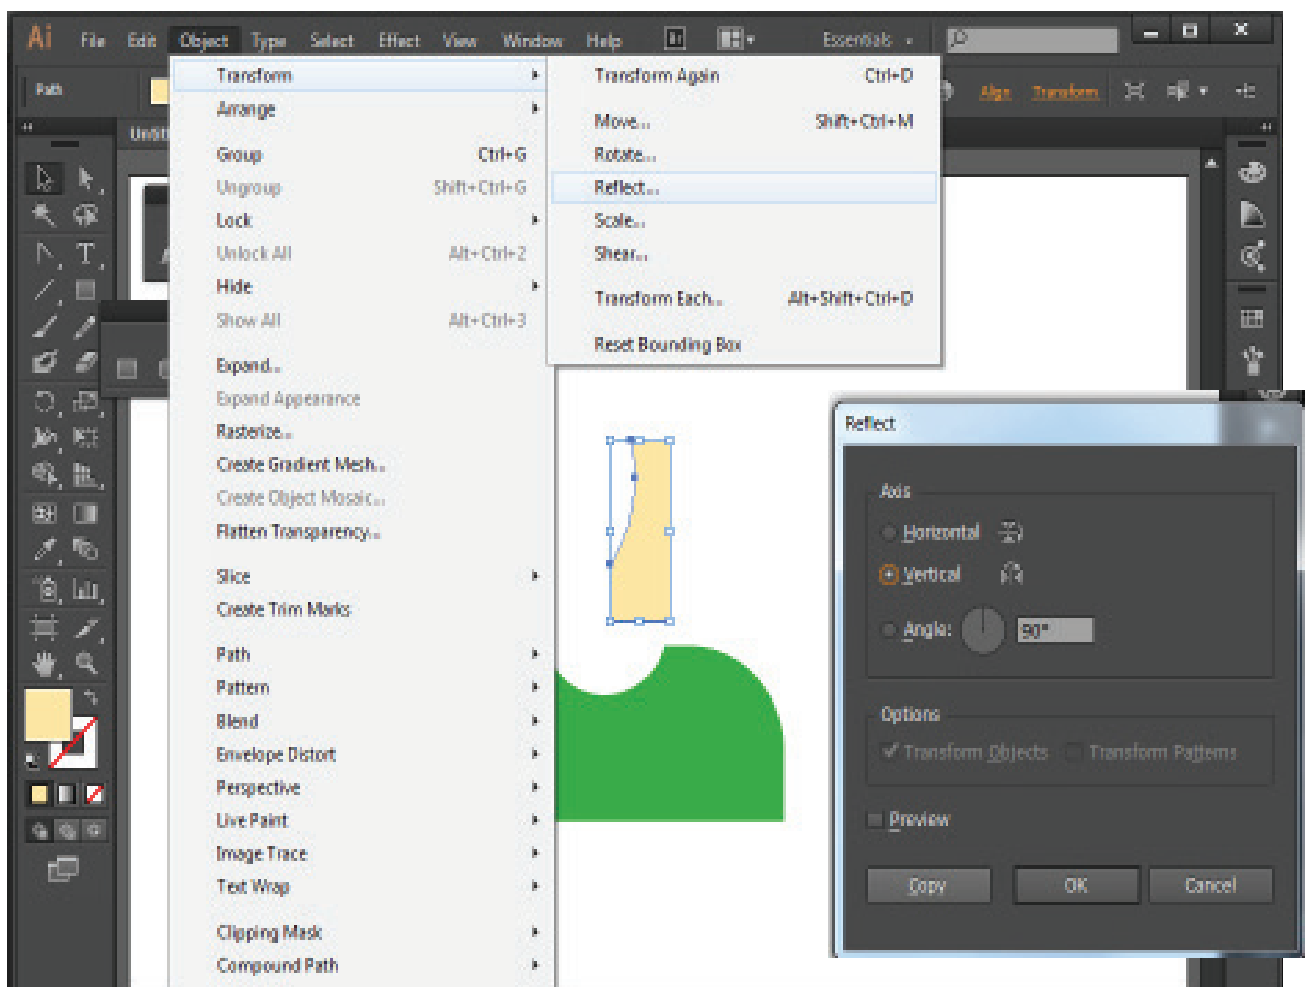 Ai File Edit Object Type Select Effect View Window Help Br Essentials
Path Align Transform
Untit
Transform
Arrange
Group Ctrl+G
Ungroup Shift+Ctrl+G
Lock
Unlock All Alt+Ctrl+2
Hide
Show All Alt+Ctrl+3
Expand...
Expand Appearance
Rasterize...
Create Gradient Mesh...
Create Object Mosaic...
Flatten Transparency...
Slice
Create Trim Marks
Path
Pattern
Blend
Envelope Distort
Perspective
Live Paint
Image Trace
Text Wrap
Clipping Mask
Compound Path
Transform Again Ctrl+D
Move... Shift+Ctrl+M
Rotate...
Reflect...
Scale...
Shear...
Transform Each... Alt+Shift+Ctrl+D
Reset Bounding Box
Reflect
Axis
Horizontal
Vertical
Angle: 90°
Options
Transform Objects Transform Patterns
Preview
Copy OK Cancel